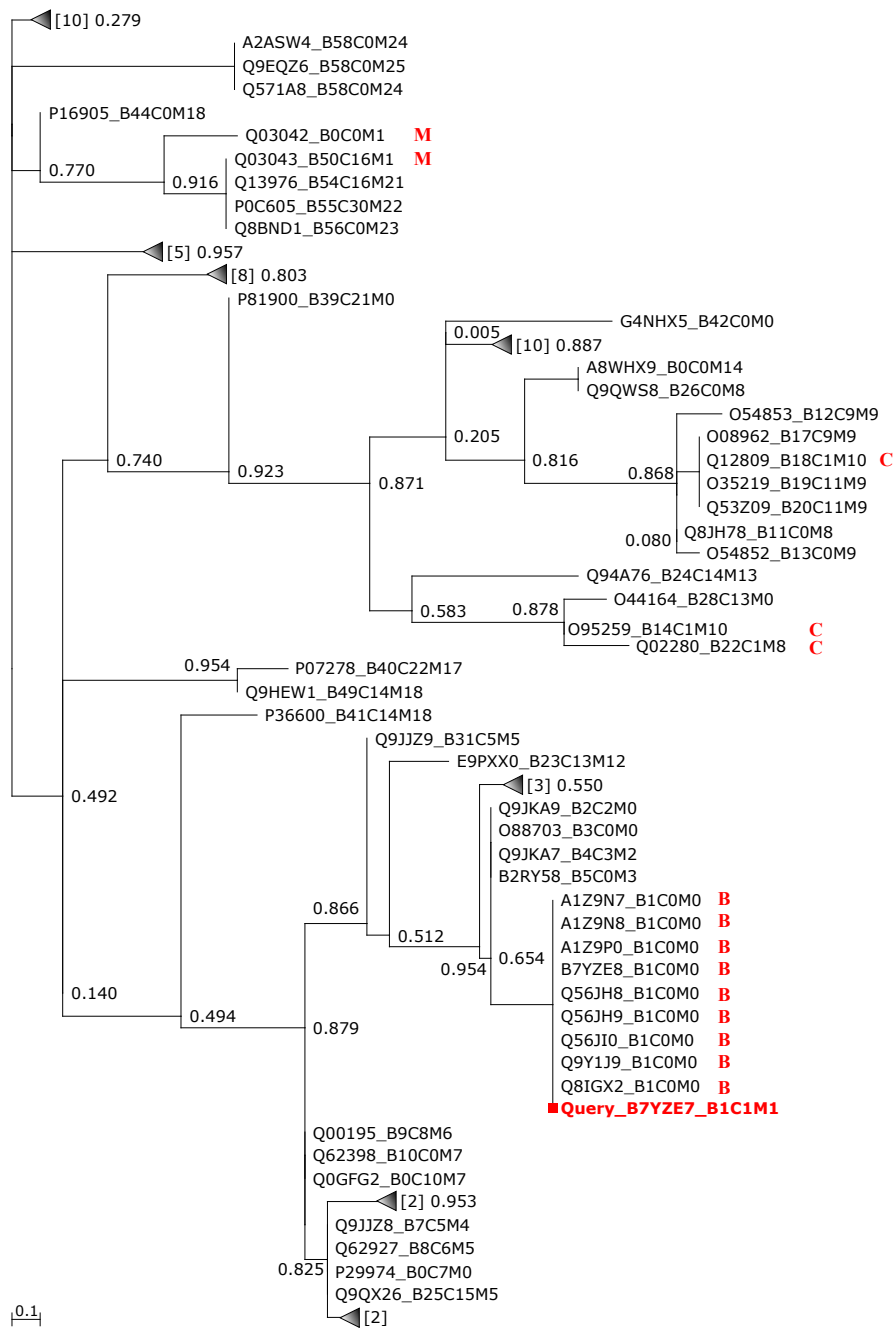 [10] 0.279
A2ASW4_B58C0M24
Q9EQZ6_B58C0M25
Q571A8_B58C0M24
P16905_B44C0M18
Q03042_B0C0M1 M
Q03043_B50C16M1 M
0.770
0.916
Q13976_B54C16M21
P0C605_B55C30M22
Q8BND1_B56C0M23
[5] 0.957
[8] 0.803
P81900_B39C21M0
G4NHX5_B42C0M0
0.005
[10] 0.887
A8WHX9_B0C0M14
Q9QWS8_B26C0M8
O54853_B12C9M9
0.205
O08962_B17C9M9
0.740
0.816
Q12809_B18C1M10 C
0.923
0.871
0.868
O35219_B19C11M9
Q53Z09_B20C11M9
Q8JH78_B11C0M8
0.080
O54852_B13C0M9
Q94A76_B24C14M13
0.583
0.878
O44164_B28C13M0
O95259_B14C1M10 C
Q02280_B22C1M8 C
0.954
P07278_B40C22M17
Q9HEW1_B49C14M18
P36600_B41C14M18
Q9JJZ9_B31C5M5
E9PXX0_B23C13M12
[3] 0.550
0.492
Q9JKA9_B2C2M0
O88703_B3C0M0
Q9JKA7_B4C3M2
B2RY58_B5C0M3
A1Z9N7_B1C0M0 B
0.866
A1Z9N8_B1C0M0 B
0.512
A1Z9P0_B1C0M0 B
0.954
0.654
B7YZE8_B1C0M0 B
0.140
Q56JH8_B1C0M0 B
0.494
0.879
Q56JH9_B1C0M0 B
Q56JI0_B1C0M0 B
Q9Y1J9_B1C0M0 B
Q8IGX2_B1C0M0 B
Query_B7YZE7_B1C1M1
Q00195_B9C8M6
Q62398_B10C0M7
Q0GFG2_B0C10M7
[2] 0.953
Q9JJZ8_B7C5M4
Q62927_B8C6M5
0.825
P29974_B0C7M0
Q9QX26_B25C15M5
[2]
0.1